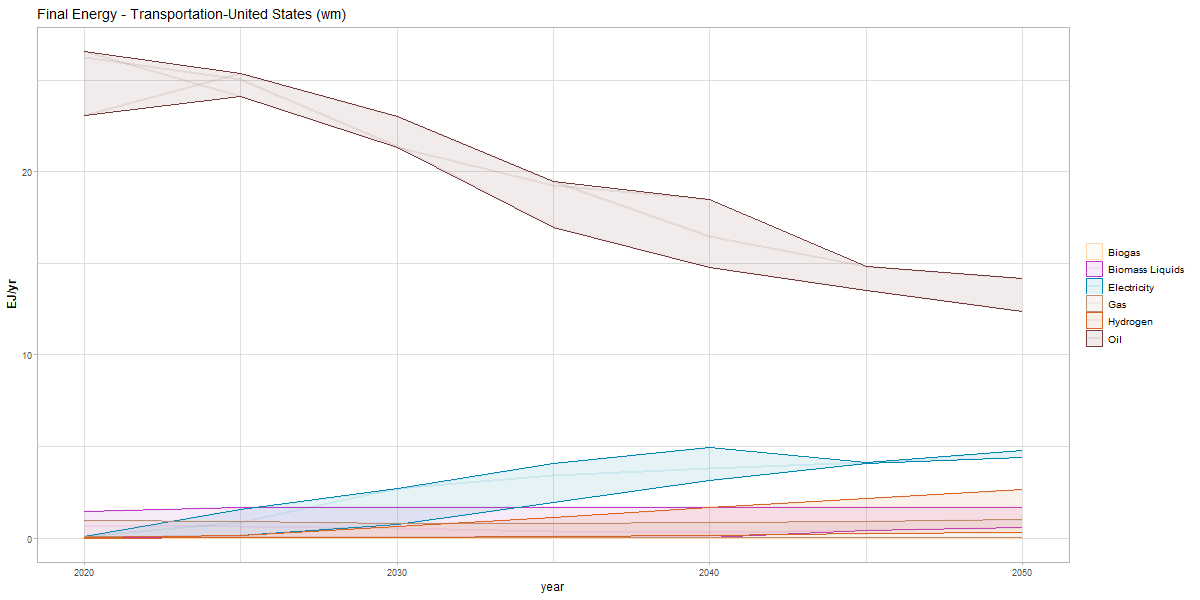 Final Energy - Transportation-United States (wm)
EJ/yr
20
10
0
2020
2030
2040
2050
year
Biogas
Biomass Liquids
Electricity
Gas
Hydrogen
Oil